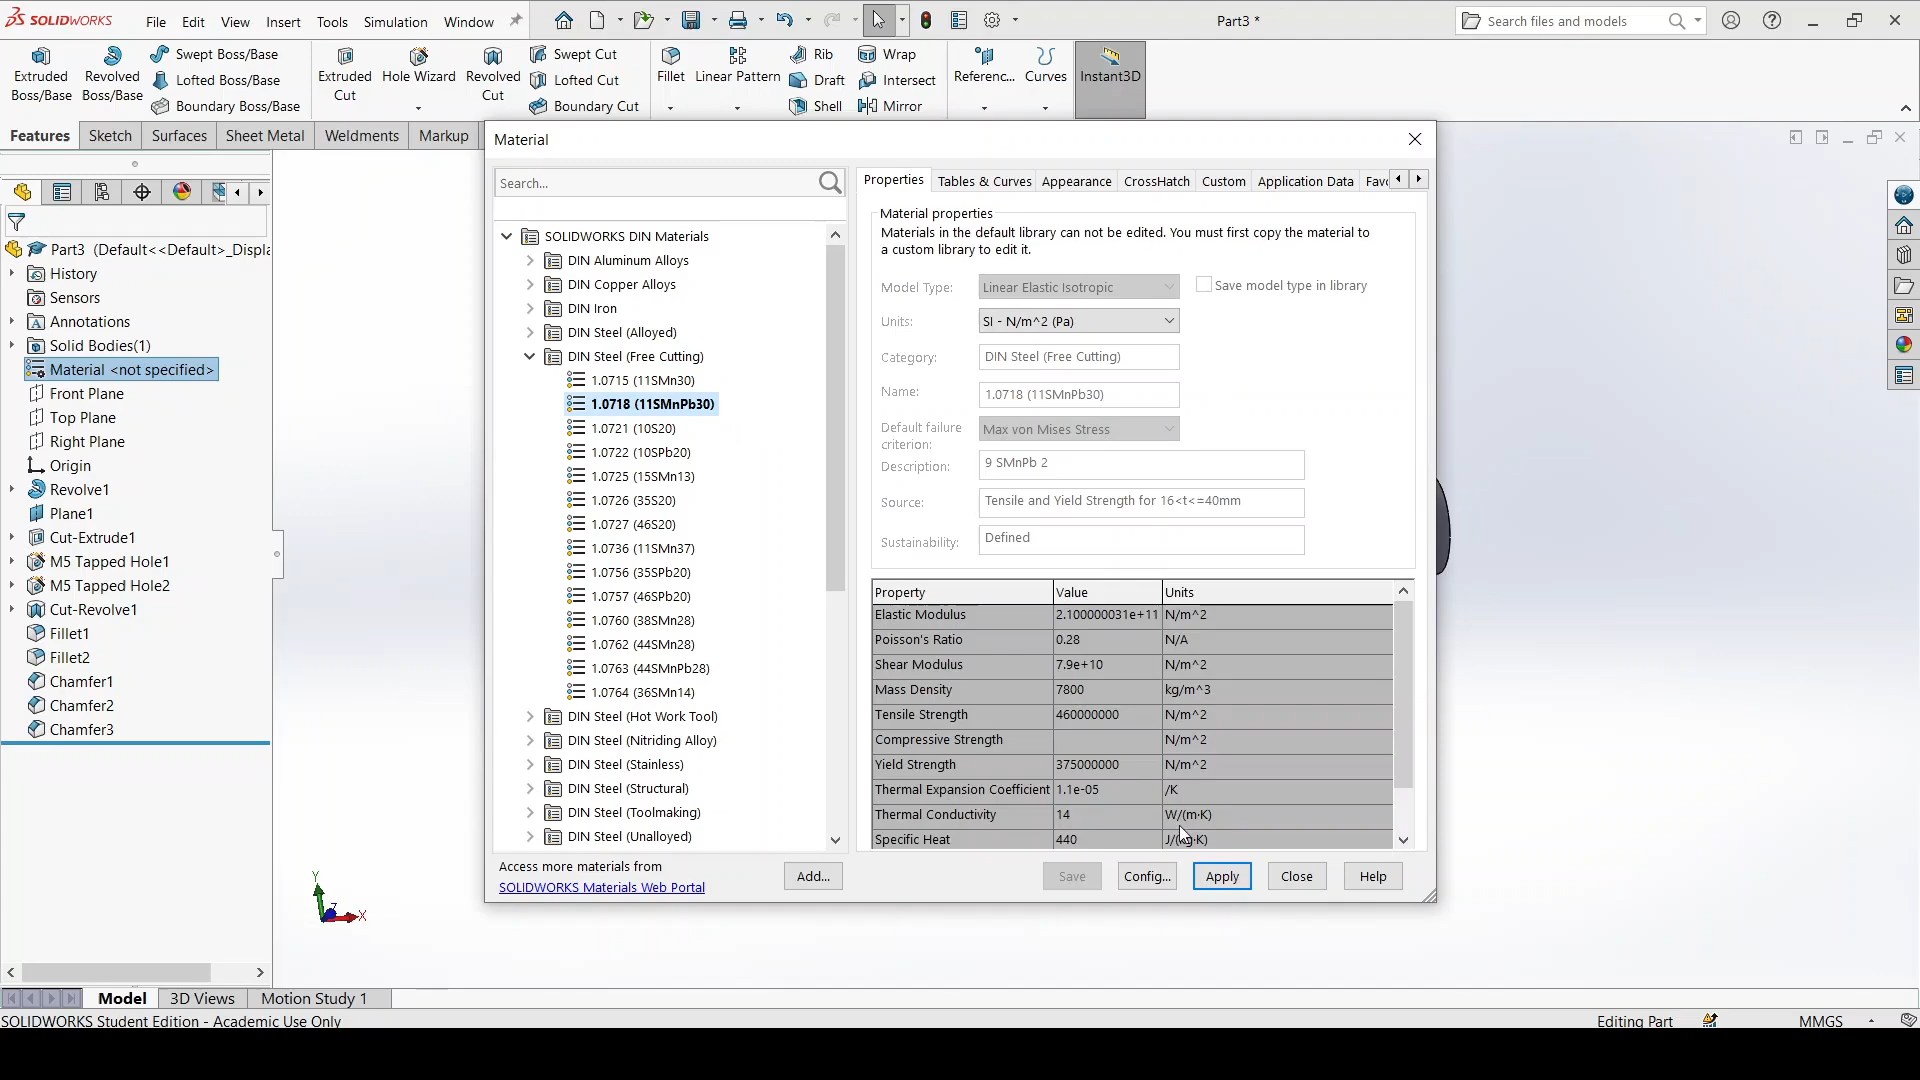 SOLIDWORKS
File Edit View Insert Tools Simulation Window
Part3 *
Search files and models
Extruded Boss/Base
Revolved Boss/Base
Swept Boss/Base
Lofted Boss/Base
Boundary Boss/Base
Extruded Cut
Hole Wizard
Revolved Cut
Swept Cut
Lofted Cut
Boundary Cut
Fillet
Linear Pattern
Rib
Draft
Shell
Wrap
Intersect
Mirror
Referenc...
Curves
Instant3D
Features Sketch Surfaces Sheet Metal Weldments Markup
Part3 (Default<<Default>_Displa
History
Sensors
Annotations
Solid Bodies(1)
Material <not specified>
Front Plane
Top Plane
Right Plane
Origin
Revolve1
Plane1
Cut-Extrude1
M5 Tapped Hole1
M5 Tapped Hole2
Cut-Revolve1
Fillet1
Fillet2
Chamfer1
Chamfer2
Chamfer3
Material
Search...
SOLIDWORKS DIN Materials
DIN Aluminum Alloys
DIN Copper Alloys
DIN Iron
DIN Steel (Alloyed)
DIN Steel (Free Cutting)
1.0715 (11SMn30)
1.0718 (11SMnPb30)
1.0721 (10S20)
1.0722 (10SPb20)
1.0725 (15SMn13)
1.0726 (35S20)
1.0727 (46S20)
1.0736 (11SMn37)
1.0756 (35SPb20)
1.0757 (46SPb20)
1.0760 (38SMn28)
1.0762 (44SMn28)
1.0763 (44SMnPb28)
1.0764 (36SMn14)
DIN Steel (Hot Work Tool)
DIN Steel (Nitriding Alloy)
DIN Steel (Stainless)
DIN Steel (Structural)
DIN Steel (Toolmaking)
DIN Steel (Unalloyed)
Access more materials from
SOLIDWORKS Materials Web Portal
Add...
Properties Tables & Curves Appearance CrossHatch Custom Application Data Fav
Material properties
Materials in the default library can not be edited. You must first copy the material to
a custom library to edit it.
Model Type: Linear Elastic Isotropic Save model type in library
Units: SI - N/m^2 (Pa)
Category: DIN Steel (Free Cutting)
Name: 1.0718 (11SMnPb30)
Default failure criterion: Max von Mises Stress
Description: 9 SMnPb 2
Source: Tensile and Yield Strength for 16<t<=40mm
Sustainability: Defined
Property Value Units
Elastic Modulus 2.100000031e+11 N/m^2
Poisson's Ratio 0.28 N/A
Shear Modulus 7.9e+10 N/m^2
Mass Density 7800 kg/m^3
Tensile Strength 460000000 N/m^2
Compressive Strength N/m^2
Yield Strength 375000000 N/m^2
Thermal Expansion Coefficient 1.1e-05 /K
Thermal Conductivity 14 W/(m·K)
Specific Heat 440
Save Config... Apply Close Help
Y
Z
X
Model 3D Views Motion Study 1
SOLIDWORKS Student Edition - Academic Use Only
Editing Part
MMGS